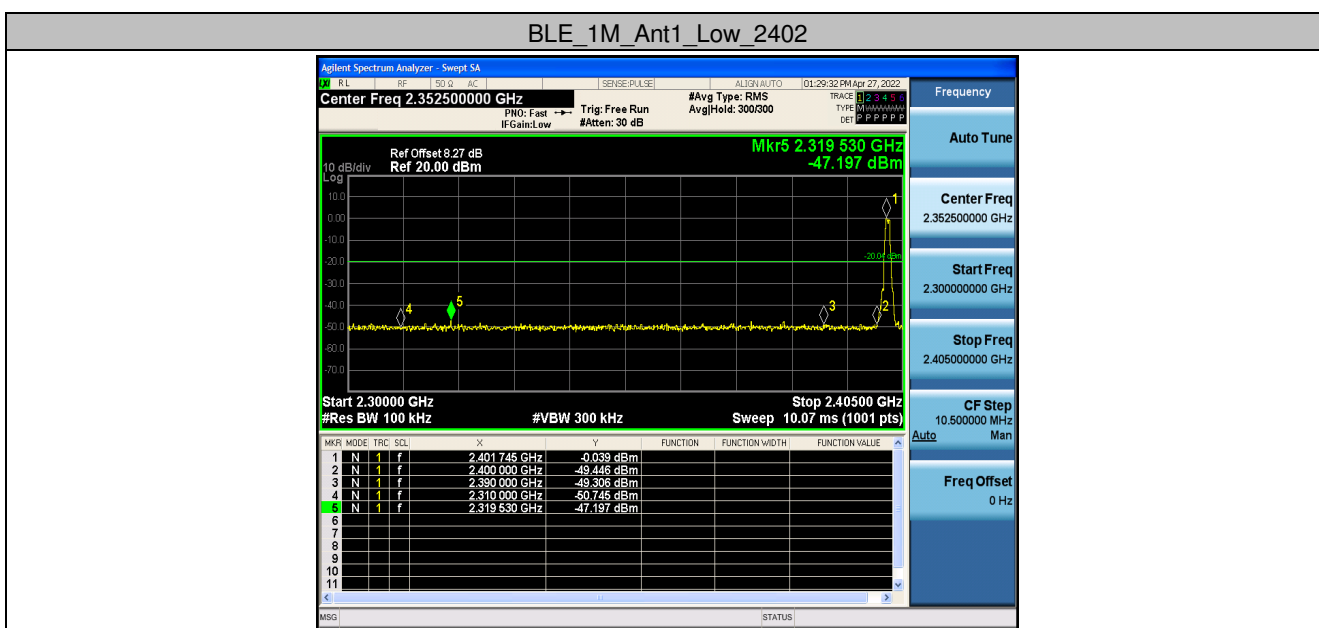 BLE_1M_Ant1_Low_2402
Agilent Spectrum Analyzer - Swept SA
RL RF 50 Ω AC SENSE:PULSE ALIGN AUTO 01:29:32 PM Apr 27, 2022
Center Freq 2.352500000 GHz
PNO: Fast
IFGain:Low
Trig: Free Run
#Atten: 30 dB
#Avg Type: RMS
Avg|Hold: 300/300
TRACE 1 2 3 4 5 6
TYPE M
DET P P P P P P
Frequency
Auto Tune
Center Freq
2.352500000 GHz
Start Freq
2.300000000 GHz
Stop Freq
2.405000000 GHz
CF Step
10.500000 MHz
Auto Man
Freq Offset
0 Hz
Mkr5 2.319 530 GHz
-47.197 dBm
Ref Offset 8.27 dB
10 dB/div Ref 20.00 dBm
Log
10.0
0.00
-10.0
-20.0
-30.0
-40.0
-50.0
-60.0
-70.0
1
-20.04 dBm
4
5
3
2
Start 2.30000 GHz Stop 2.40500 GHz
#Res BW 100 kHz #VBW 300 kHz Sweep 10.07 ms (1001 pts)
MKR MODE TRC SCL X Y FUNCTION FUNCTION WIDTH FUNCTION VALUE
1 N 1 f 2.401 745 GHz -0.039 dBm
2 N 1 f 2.400 000 GHz -49.446 dBm
3 N 1 f 2.390 000 GHz -49.306 dBm
4 N 1 f 2.310 000 GHz -50.745 dBm
5 N 1 f 2.319 530 GHz -47.197 dBm
6
7
8
9
10
11
MSG STATUS